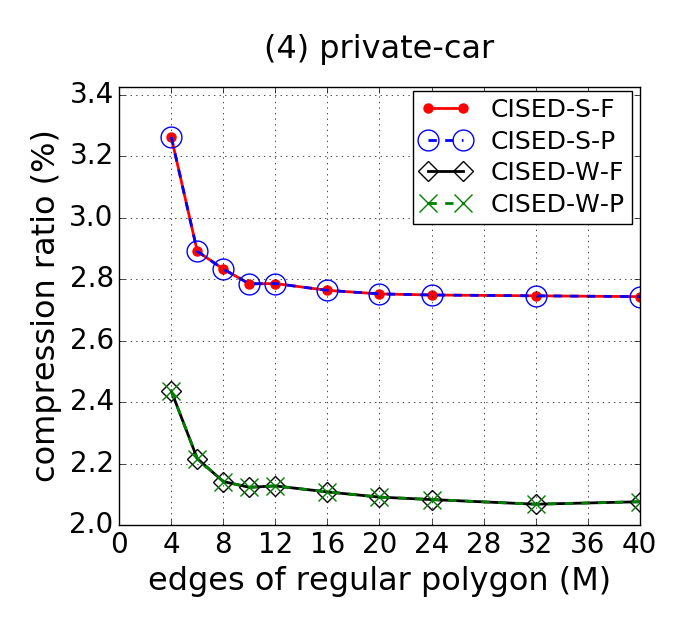 (4) private-car
CISED-S-F
CISED-S-P
CISED-W-F
CISED-W-P
compression ratio (%)
3.4
3.2
3.0
2.8
2.6
2.4
2.2
2.0
0 4 8 12 16 20 24 28 32 36 40
edges of regular polygon (M)